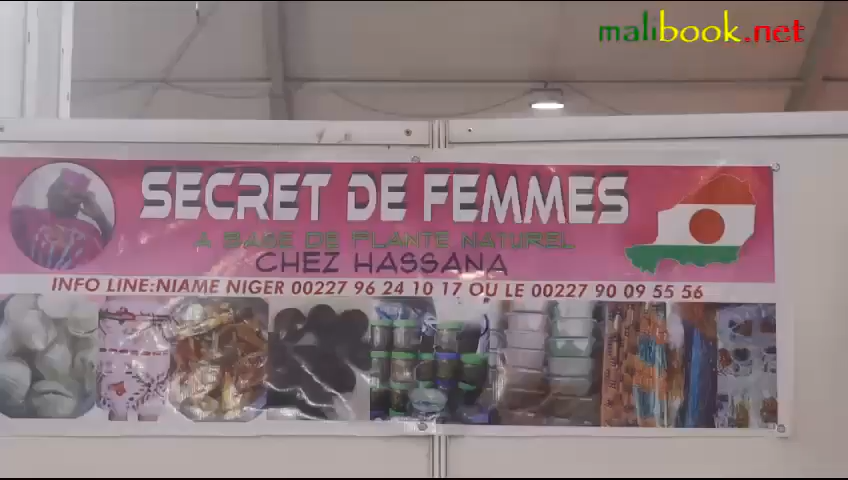 malibook.net
SECRET DE FEMMES
A BASE DE PLANTE NATUREL
CHEZ HASSANA
INFO LINE:NIAME NIGER 00227 96 24 10 17 OU LE 00227 90 09 55 56